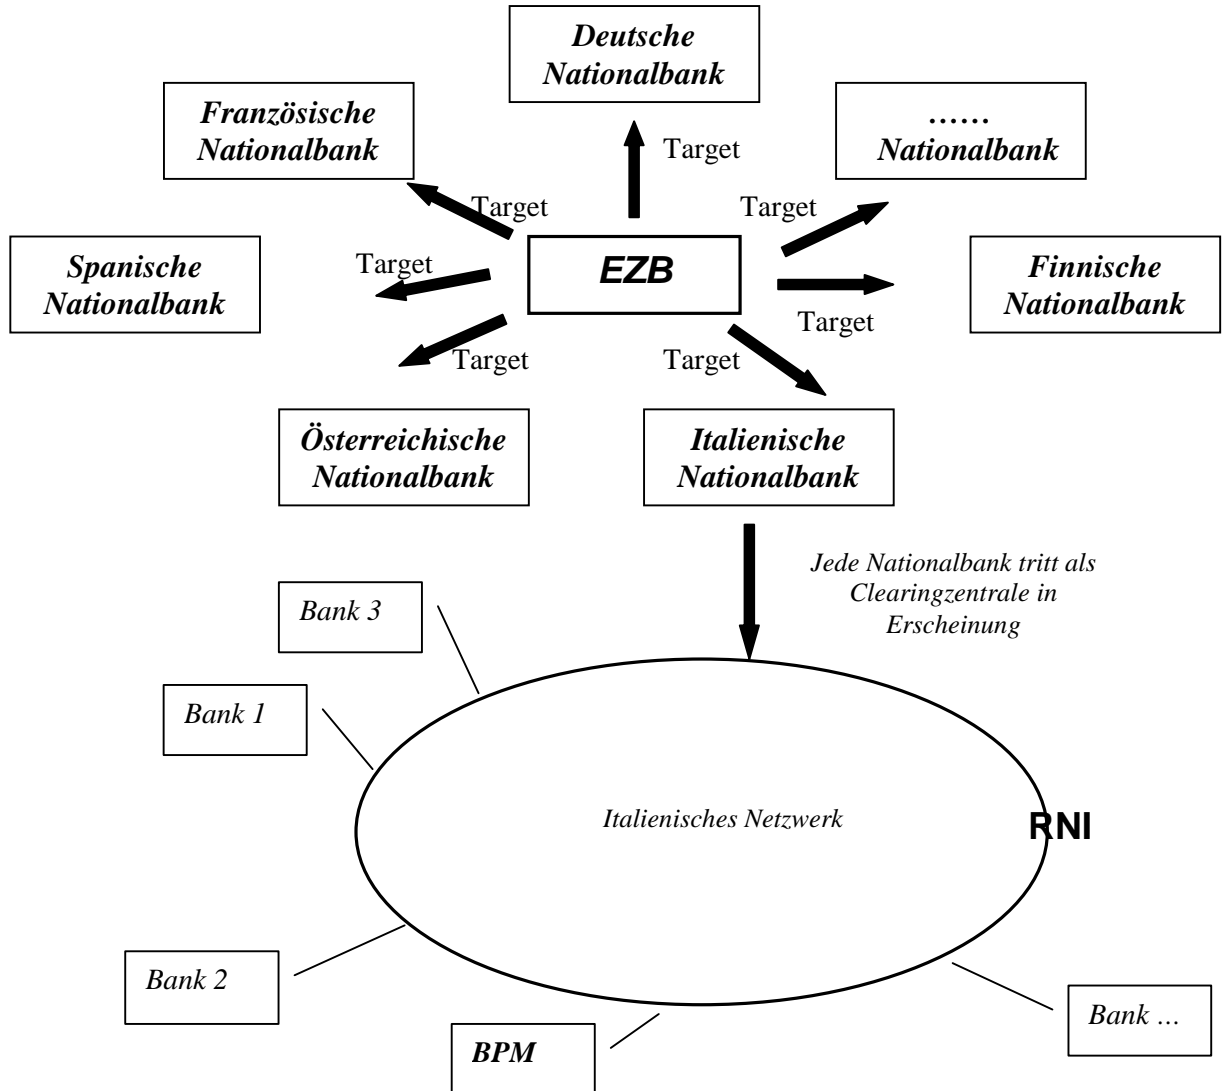 Deutsche
Nationalbank
Französische
Nationalbank
......
Nationalbank
Target
Target
Target
Spanische
Nationalbank
Target
EZB
Finnische
Nationalbank
Target
Target
Target
Österreichische
Nationalbank
Italienische
Nationalbank
Jede Nationalbank tritt als
Clearingzentrale in
Erscheinung
Bank 3
Bank 1
Italienisches Netzwerk
RNI
Bank 2
Bank ...
BPM